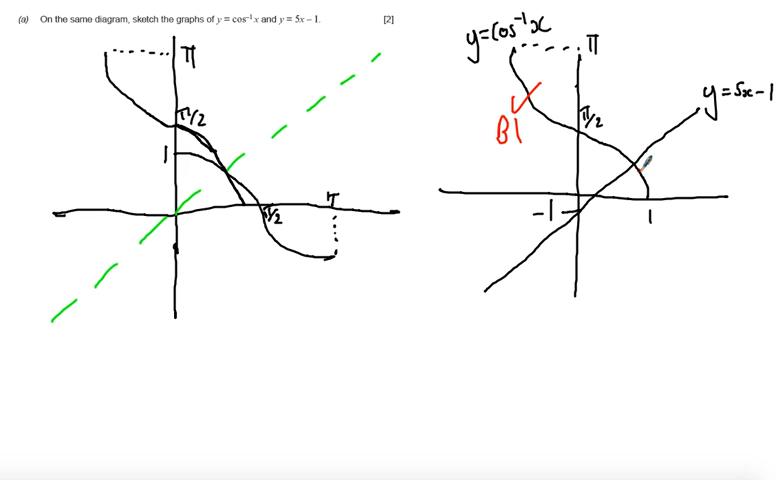 (a) On the same diagram, sketch the graphs of y = cos⁻¹ x and y = 5x – 1. [2]
π
π/2
1
π/2
π
y=Cos⁻¹x
π
y=5x-1
π/2
B1
-1
1